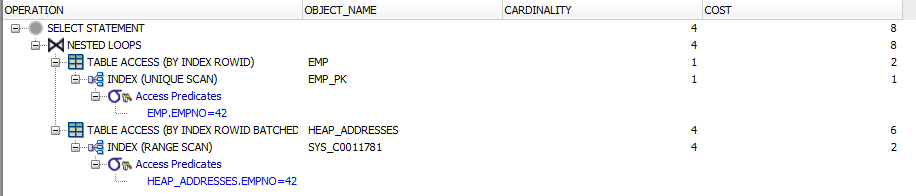 OPERATION OBJECT_NAME CARDINALITY COST
SELECT STATEMENT 4 8
NESTED LOOPS 4 8
TABLE ACCESS (BY INDEX ROWID) EMP 1 2
INDEX (UNIQUE SCAN) EMP_PK 1 1
Access Predicates
EMP.EMPNO=42
TABLE ACCESS (BY INDEX ROWID BATCHED HEAP_ADDRESSES 4 6
INDEX (RANGE SCAN) SYS_C0011781 4 2
Access Predicates
HEAP_ADDRESSES.EMPNO=42